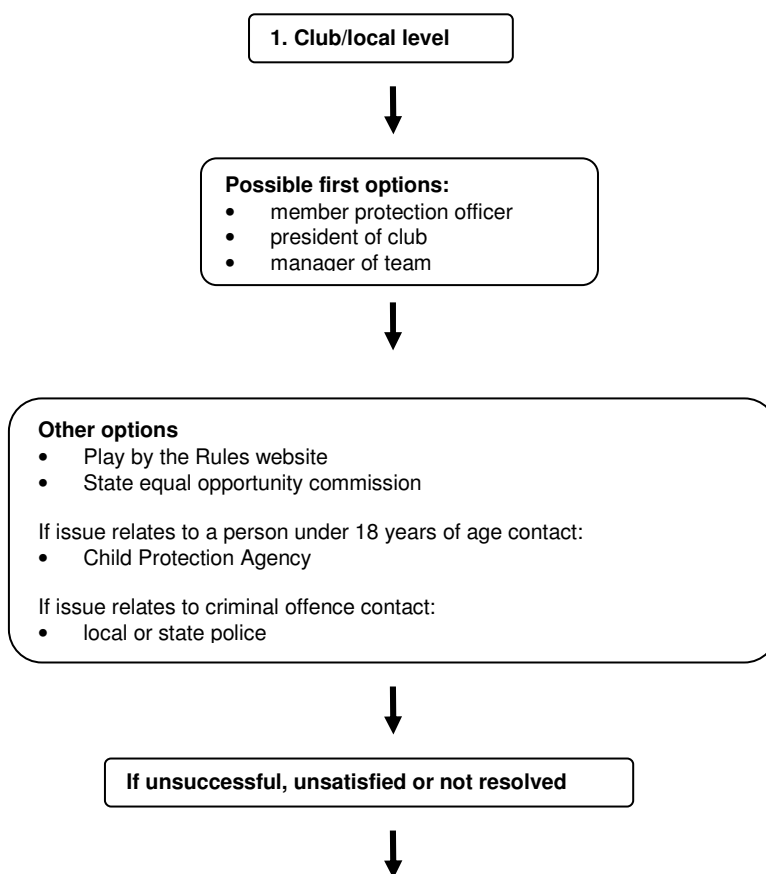 1. Club/local level
Possible first options:
• member protection officer
• president of club
• manager of team
Other options
• Play by the Rules website
• State equal opportunity commission
If issue relates to a person under 18 years of age contact:
• Child Protection Agency
If issue relates to criminal offence contact:
• local or state police
If unsuccessful, unsatisfied or not resolved